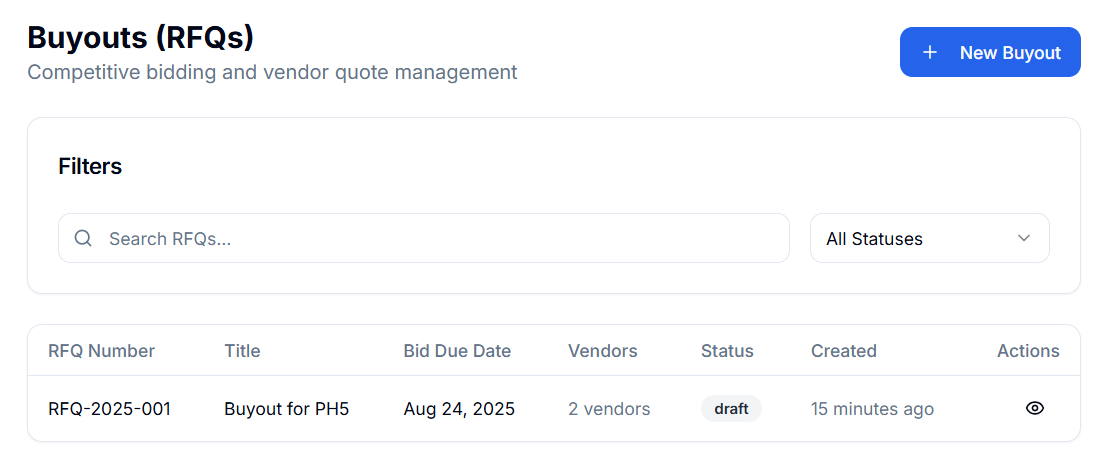 Buyouts (RFQs)
Competitive bidding and vendor quote management
New Buyout
Filters
Search RFQs...
All Statuses
RFQ Number Title Bid Due Date Vendors Status Created Actions
RFQ-2025-001 Buyout for PH5 Aug 24, 2025 2 vendors draft 15 minutes ago